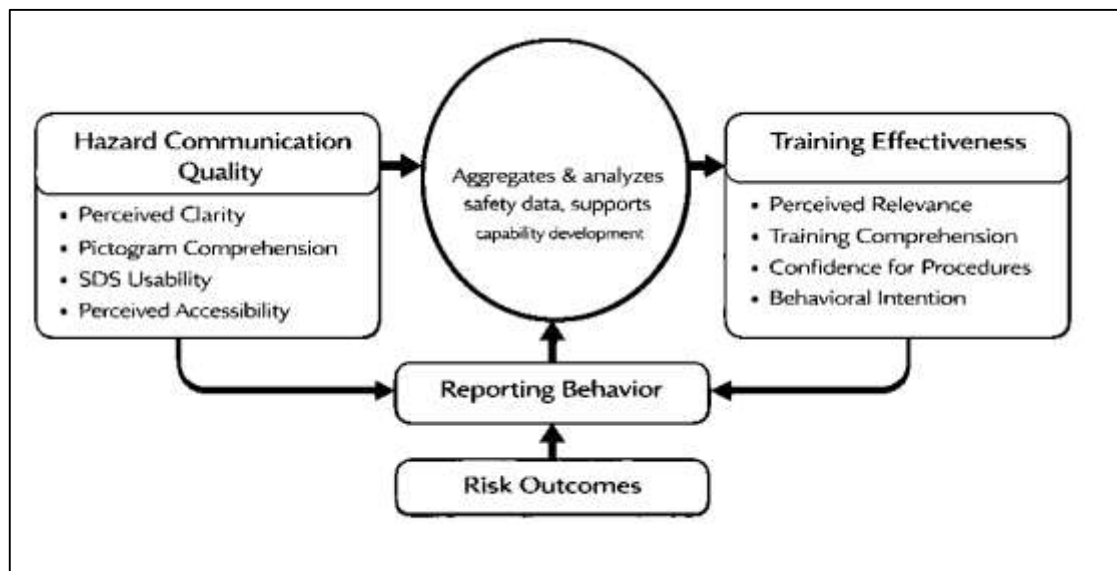 Hazard Communication
Quality
• Perceived Clarity
• Pictogram Comprehension
• SDS Usability
• Perceived Accessibility
Aggregates & analyzes
safety data, supports
capability development
Training Effectiveness
• Perceived Relevance
• Training Comprehension
• Confidence for Procedures
• Behavioral Intention
Reporting Behavior
Risk Outcomes